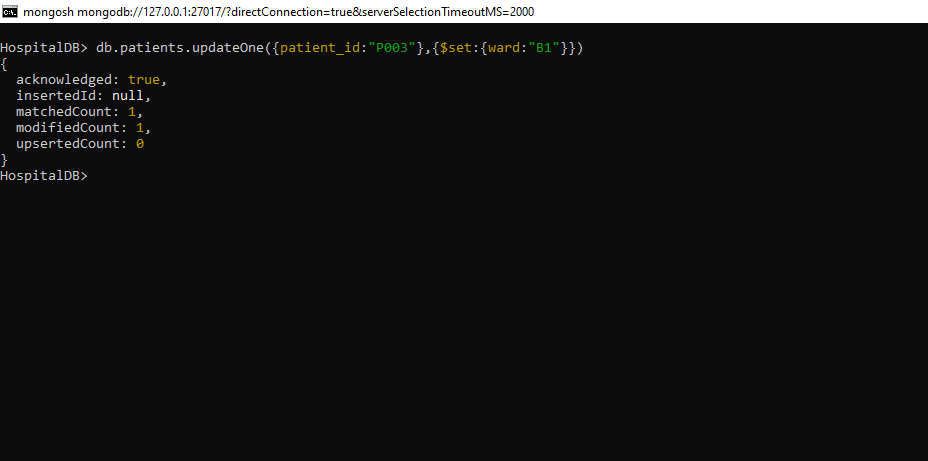 mongosh mongodb://127.0.0.1:27017/?directConnection=true&serverSelectionTimeoutMS=2000
HospitalDB> db.patients.updateOne({patient_id:"P003"},{$set:{ward:"B1"}})
{
  acknowledged: true,
  insertedId: null,
  matchedCount: 1,
  modifiedCount: 1,
  upsertedCount: 0
}
HospitalDB>